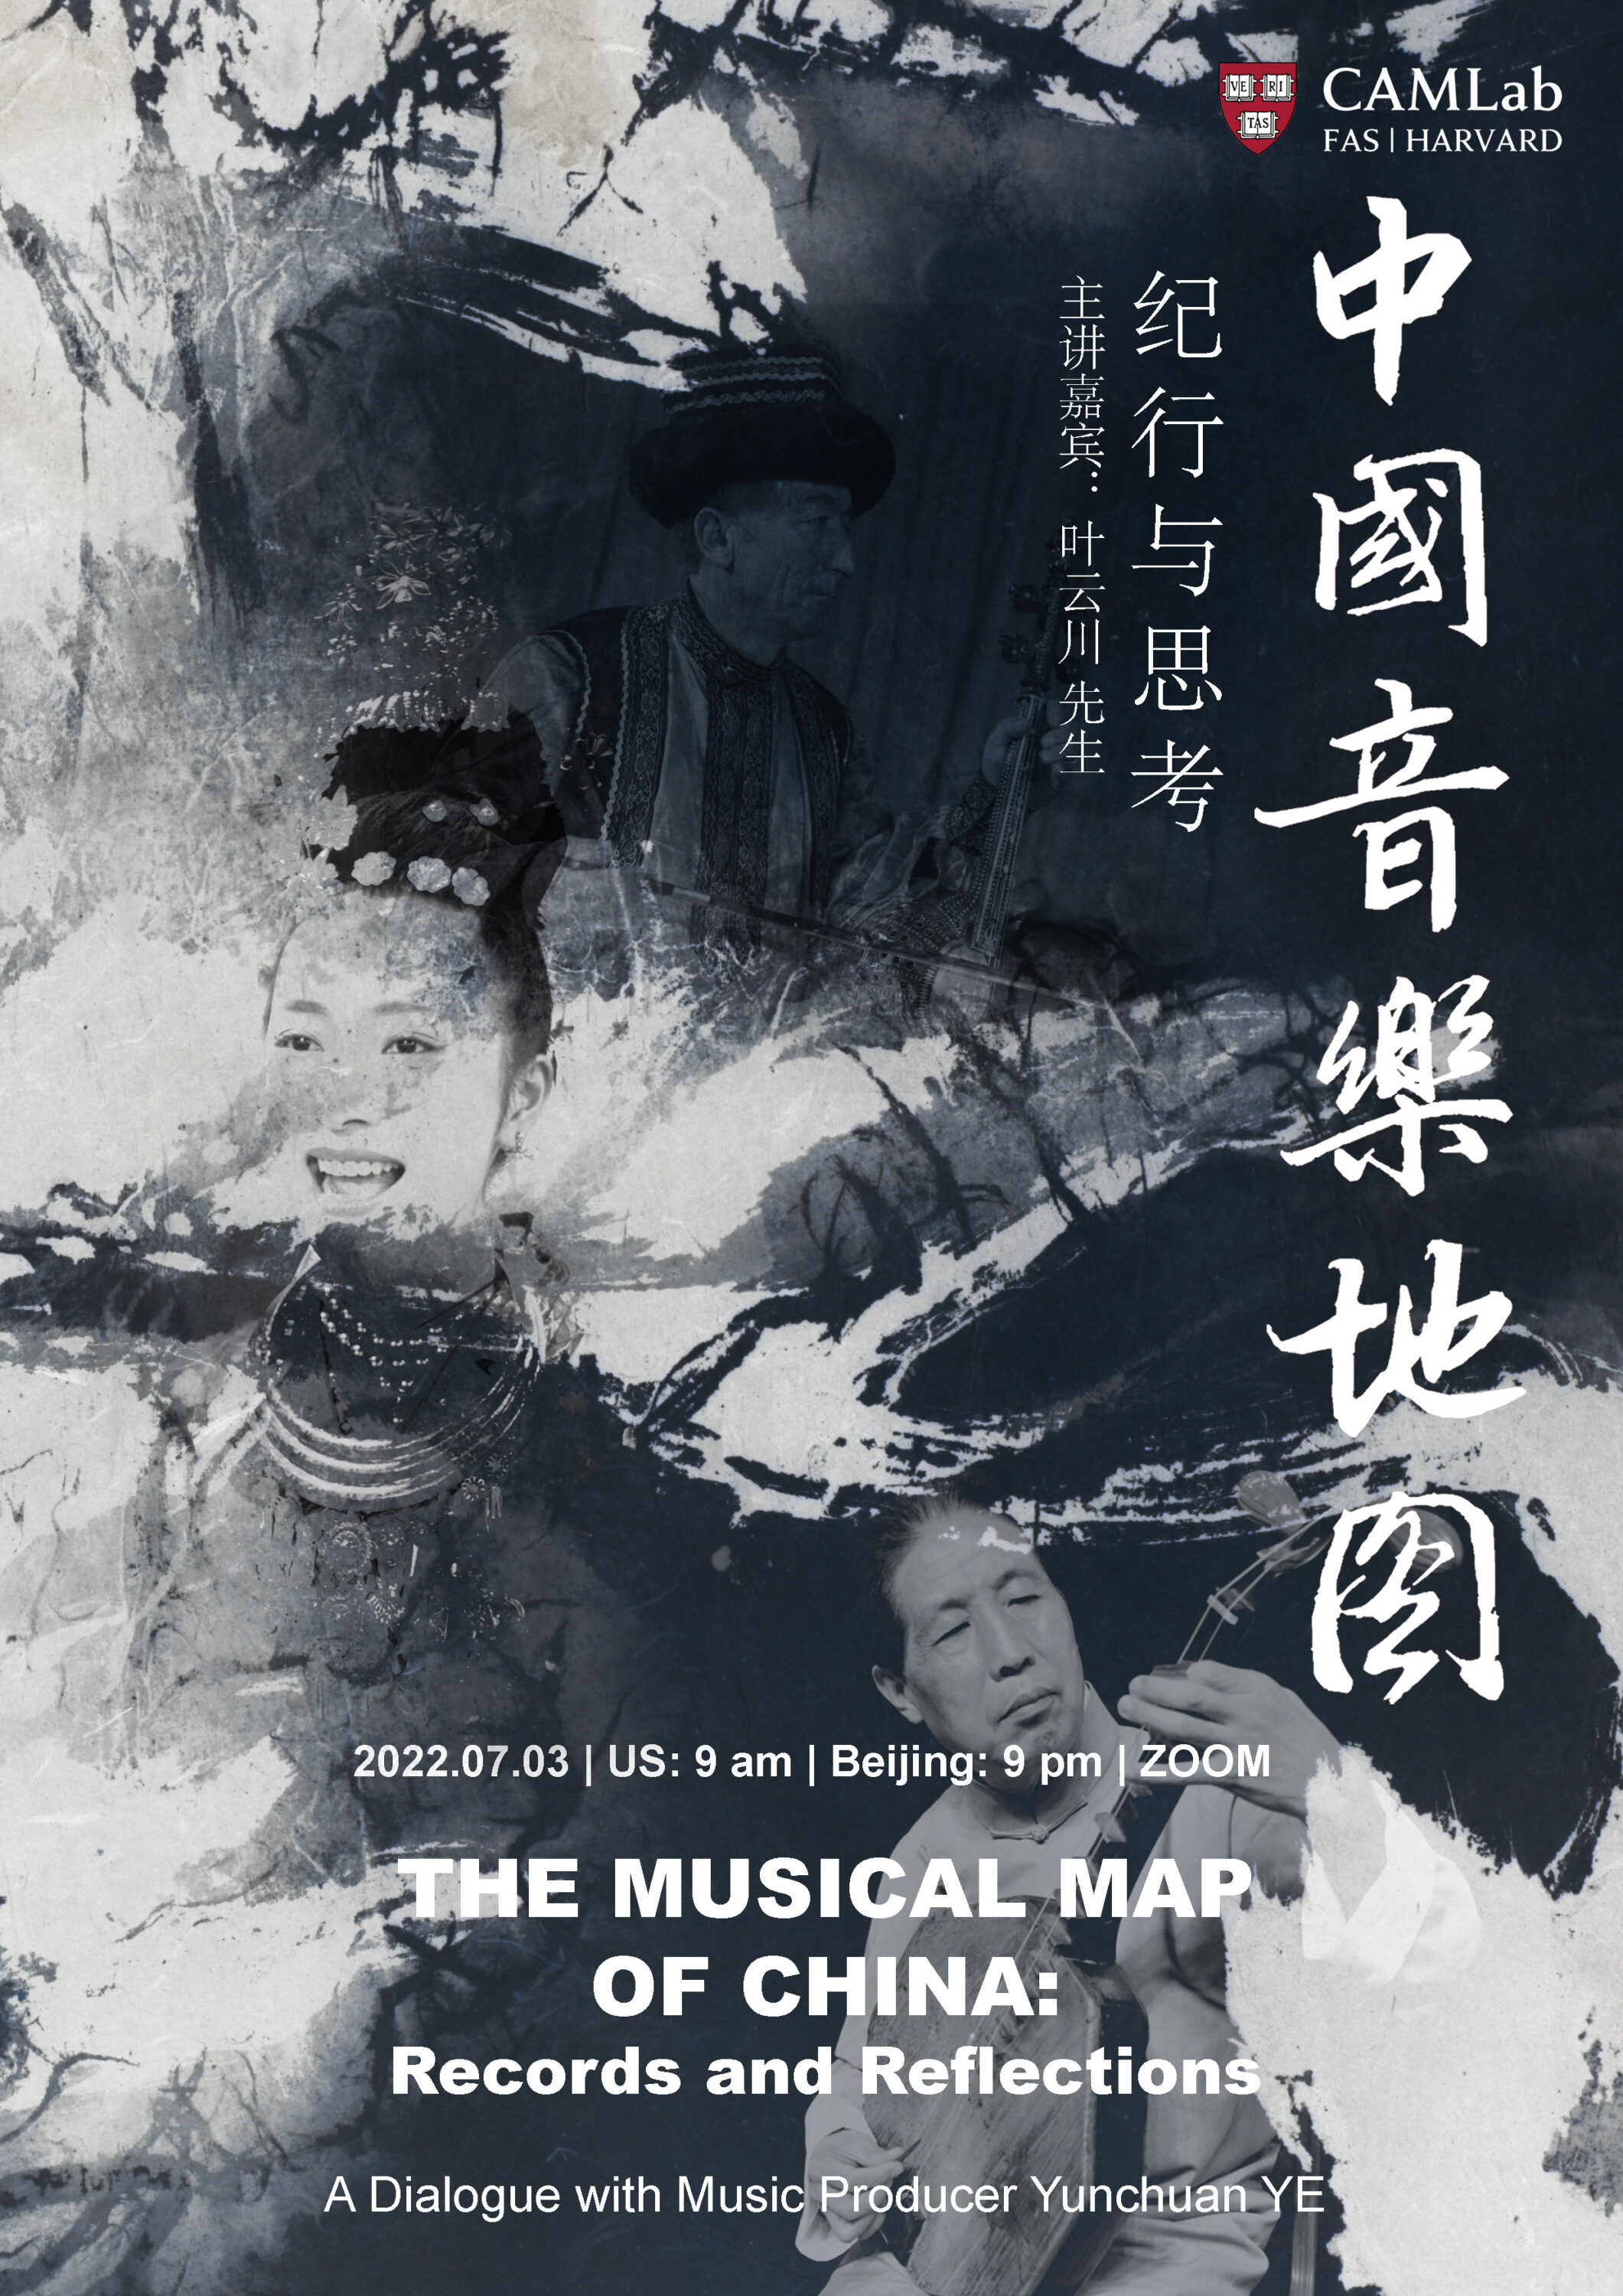 VE RI
TAS
CAMLab
FAS | HARVARD
中國音樂地图
纪行与思考
主讲嘉宾：叶云川 先生
2022.07.03 | US: 9 am | Beijing: 9 pm | ZOOM
THE MUSICAL MAP
OF CHINA:
Records and Reflections
A Dialogue with Music Producer Yunchuan YE